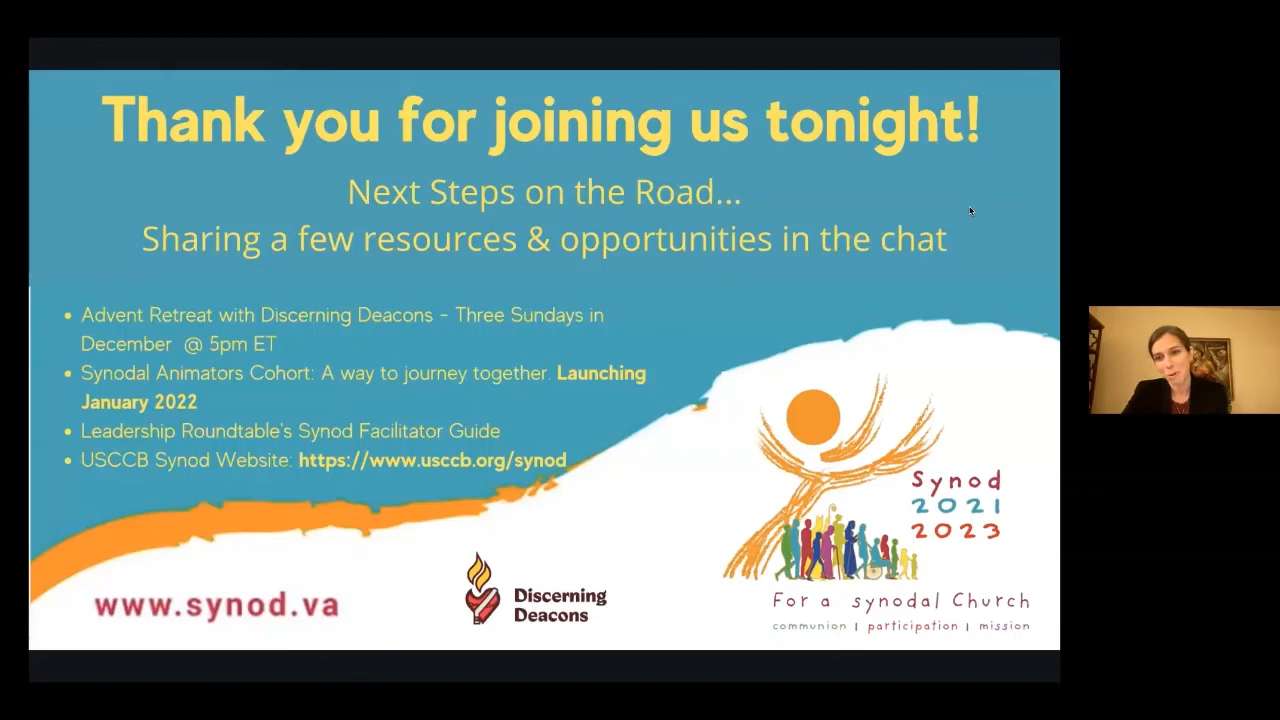 Thank you for joining us tonight!
Next Steps on the Road...
Sharing a few resources & opportunities in the chat
• Advent Retreat with Discerning Deacons - Three Sundays in
December @ 5pm ET
• Synodal Animators Cohort: A way to journey together. Launching
January 2022
• Leadership Roundtable's Synod Facilitator Guide
• USCCB Synod Website: https://www.usccb.org/synod
Synod
2021
2023
www.synod.va
Discerning
Deacons
For a synodal Church
communion | participation | mission